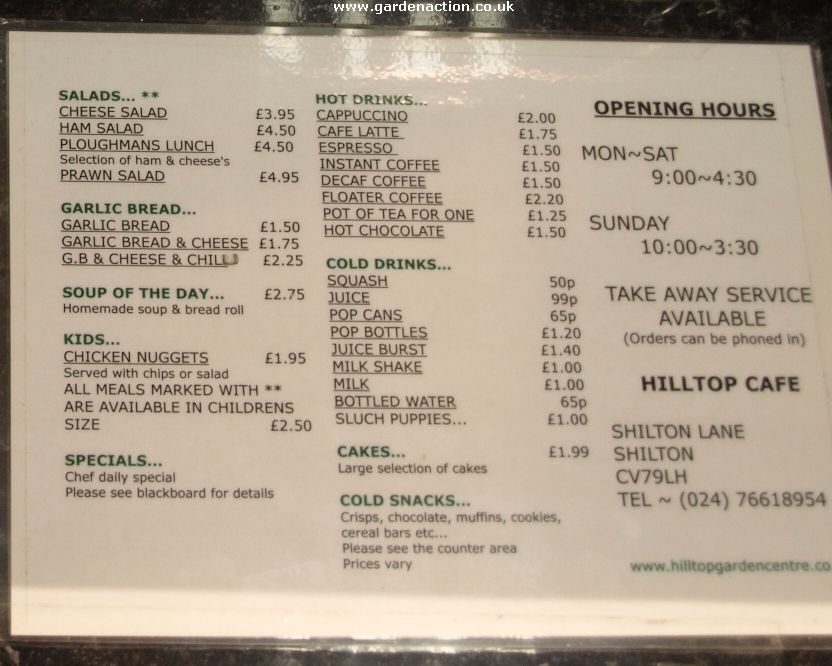 www.gardenaction.co.uk
SALADS... **
CHEESE SALAD £3.95
HAM SALAD £4.50
PLOUGHMANS LUNCH £4.50
Selection of ham & cheese's
PRAWN SALAD £4.95
GARLIC BREAD...
GARLIC BREAD £1.50
GARLIC BREAD & CHEESE £1.75
G.B & CHEESE & CHILLI £2.25
SOUP OF THE DAY... £2.75
Homemade soup & bread roll
KIDS...
CHICKEN NUGGETS £1.95
Served with chips or salad
ALL MEALS MARKED WITH **
ARE AVAILABLE IN CHILDRENS
SIZE £2.50
SPECIALS...
Chef daily special
Please see blackboard for details
HOT DRINKS...
CAPPUCCINO £2.00
CAFE LATTE £1.75
ESPRESSO £1.50
INSTANT COFFEE £1.50
DECAF COFFEE £1.50
FLOATER COFFEE £2.20
POT OF TEA FOR ONE £1.25
HOT CHOCOLATE £1.50
COLD DRINKS...
SQUASH 50p
JUICE 99p
POP CANS 65p
POP BOTTLES £1.20
JUICE BURST £1.40
MILK SHAKE £1.00
MILK £1.00
BOTTLED WATER 65p
SLUCH PUPPIES... £1.00
CAKES... £1.99
Large selection of cakes
COLD SNACKS...
Crisps, chocolate, muffins, cookies,
cereal bars etc...
Please see the counter area
Prices vary
OPENING HOURS
MON~SAT
9:00~4:30
SUNDAY
10:00~3:30
TAKE AWAY SERVICE
AVAILABLE
(Orders can be phoned in)
HILLTOP CAFE
SHILTON LANE
SHILTON
CV79LH
TEL ~ (024) 76618954
www.hilltopgardencentre.co